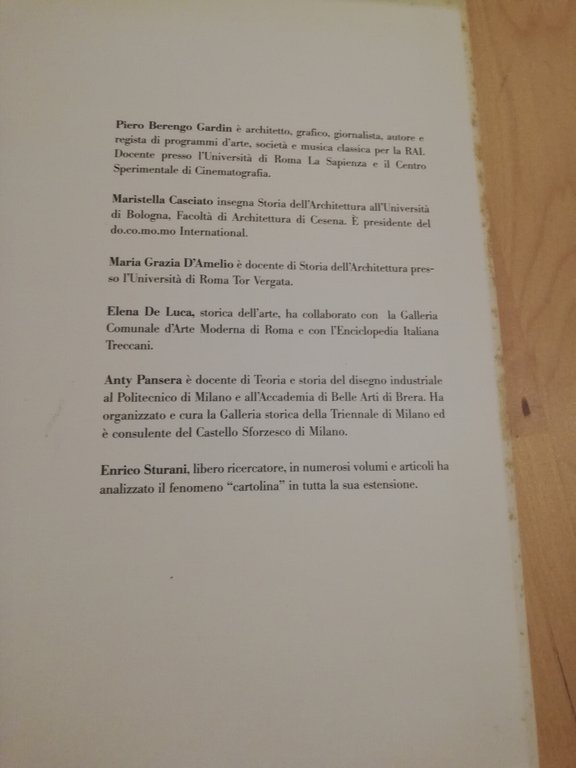 Piero Berengo Gardin è architetto, grafico, giornalista, autore e
regista di programmi d'arte, società e musica classica per la RAI.
Docente presso l'Università di Roma La Sapienza e il Centro
Sperimentale di Cinematografia.
Maristella Casciato insegna Storia dell'Architettura all'Università
di Bologna, Facoltà di Architettura di Cesena. È presidente del
do.co.mo.mo International.
Maria Grazia D'Amelio è docente di Storia dell'Architettura pres-
so l'Università di Roma Tor Vergata.
Elena De Luca, storica dell'arte, ha collaborato con la Galleria
Comunale d'Arte Moderna di Roma e con l'Enciclopedia Italiana
Treccani.
Anty Pansera è docente di Teoria e storia del disegno industriale
al Politecnico di Milano e all'Accademia di Belle Arti di Brera. Ha
organizzato e cura la Galleria storica della Triennale di Milano ed
è consulente del Castello Sforzesco di Milano.
Enrico Sturani, libero ricercatore, in numerosi volumi e articoli ha
analizzato il fenomeno “cartolina” in tutta la sua estensione.